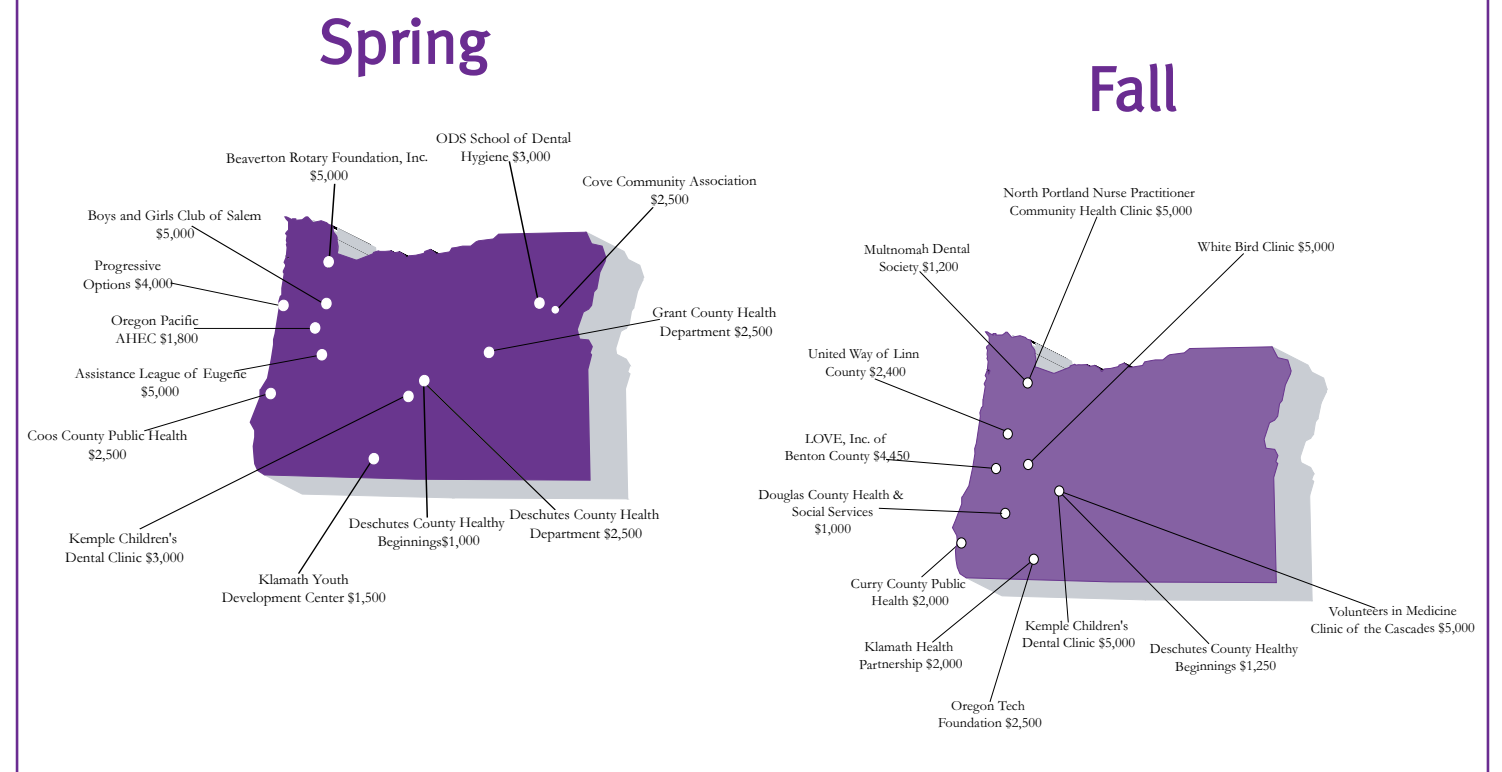 Spring
Fall
ODS School of Dental
Hygiene $3,000
Beaverton Rotary Foundation, Inc.
$5,000
Cove Community Association
$2,500
Boys and Girls Club of Salem
$5,000
Progressive
Options $4,000
Oregon Pacific
AHEC $1,800
Grant County Health
Department $2,500
Assistance League of Eugene
$5,000
Coos County Public Health
$2,500
Kemple Children's
Dental Clinic $3,000
Deschutes County Healthy
Beginnings$1,000
Deschutes County Health
Department $2,500
Klamath Youth
Development Center $1,500
North Portland Nurse Practitioner
Community Health Clinic $5,000
Multnomah Dental
Society $1,200
White Bird Clinic $5,000
United Way of Linn
County $2,400
LOVE, Inc. of
Benton County $4,450
Douglas County Health &
Social Services
$1,000
Curry County Public
Health $2,000
Klamath Health
Partnership $2,000
Kemple Children's
Dental Clinic $5,000
Deschutes County Healthy
Beginnings $1,250
Volunteers in Medicine
Clinic of the Cascades $5,000
Oregon Tech
Foundation $2,500